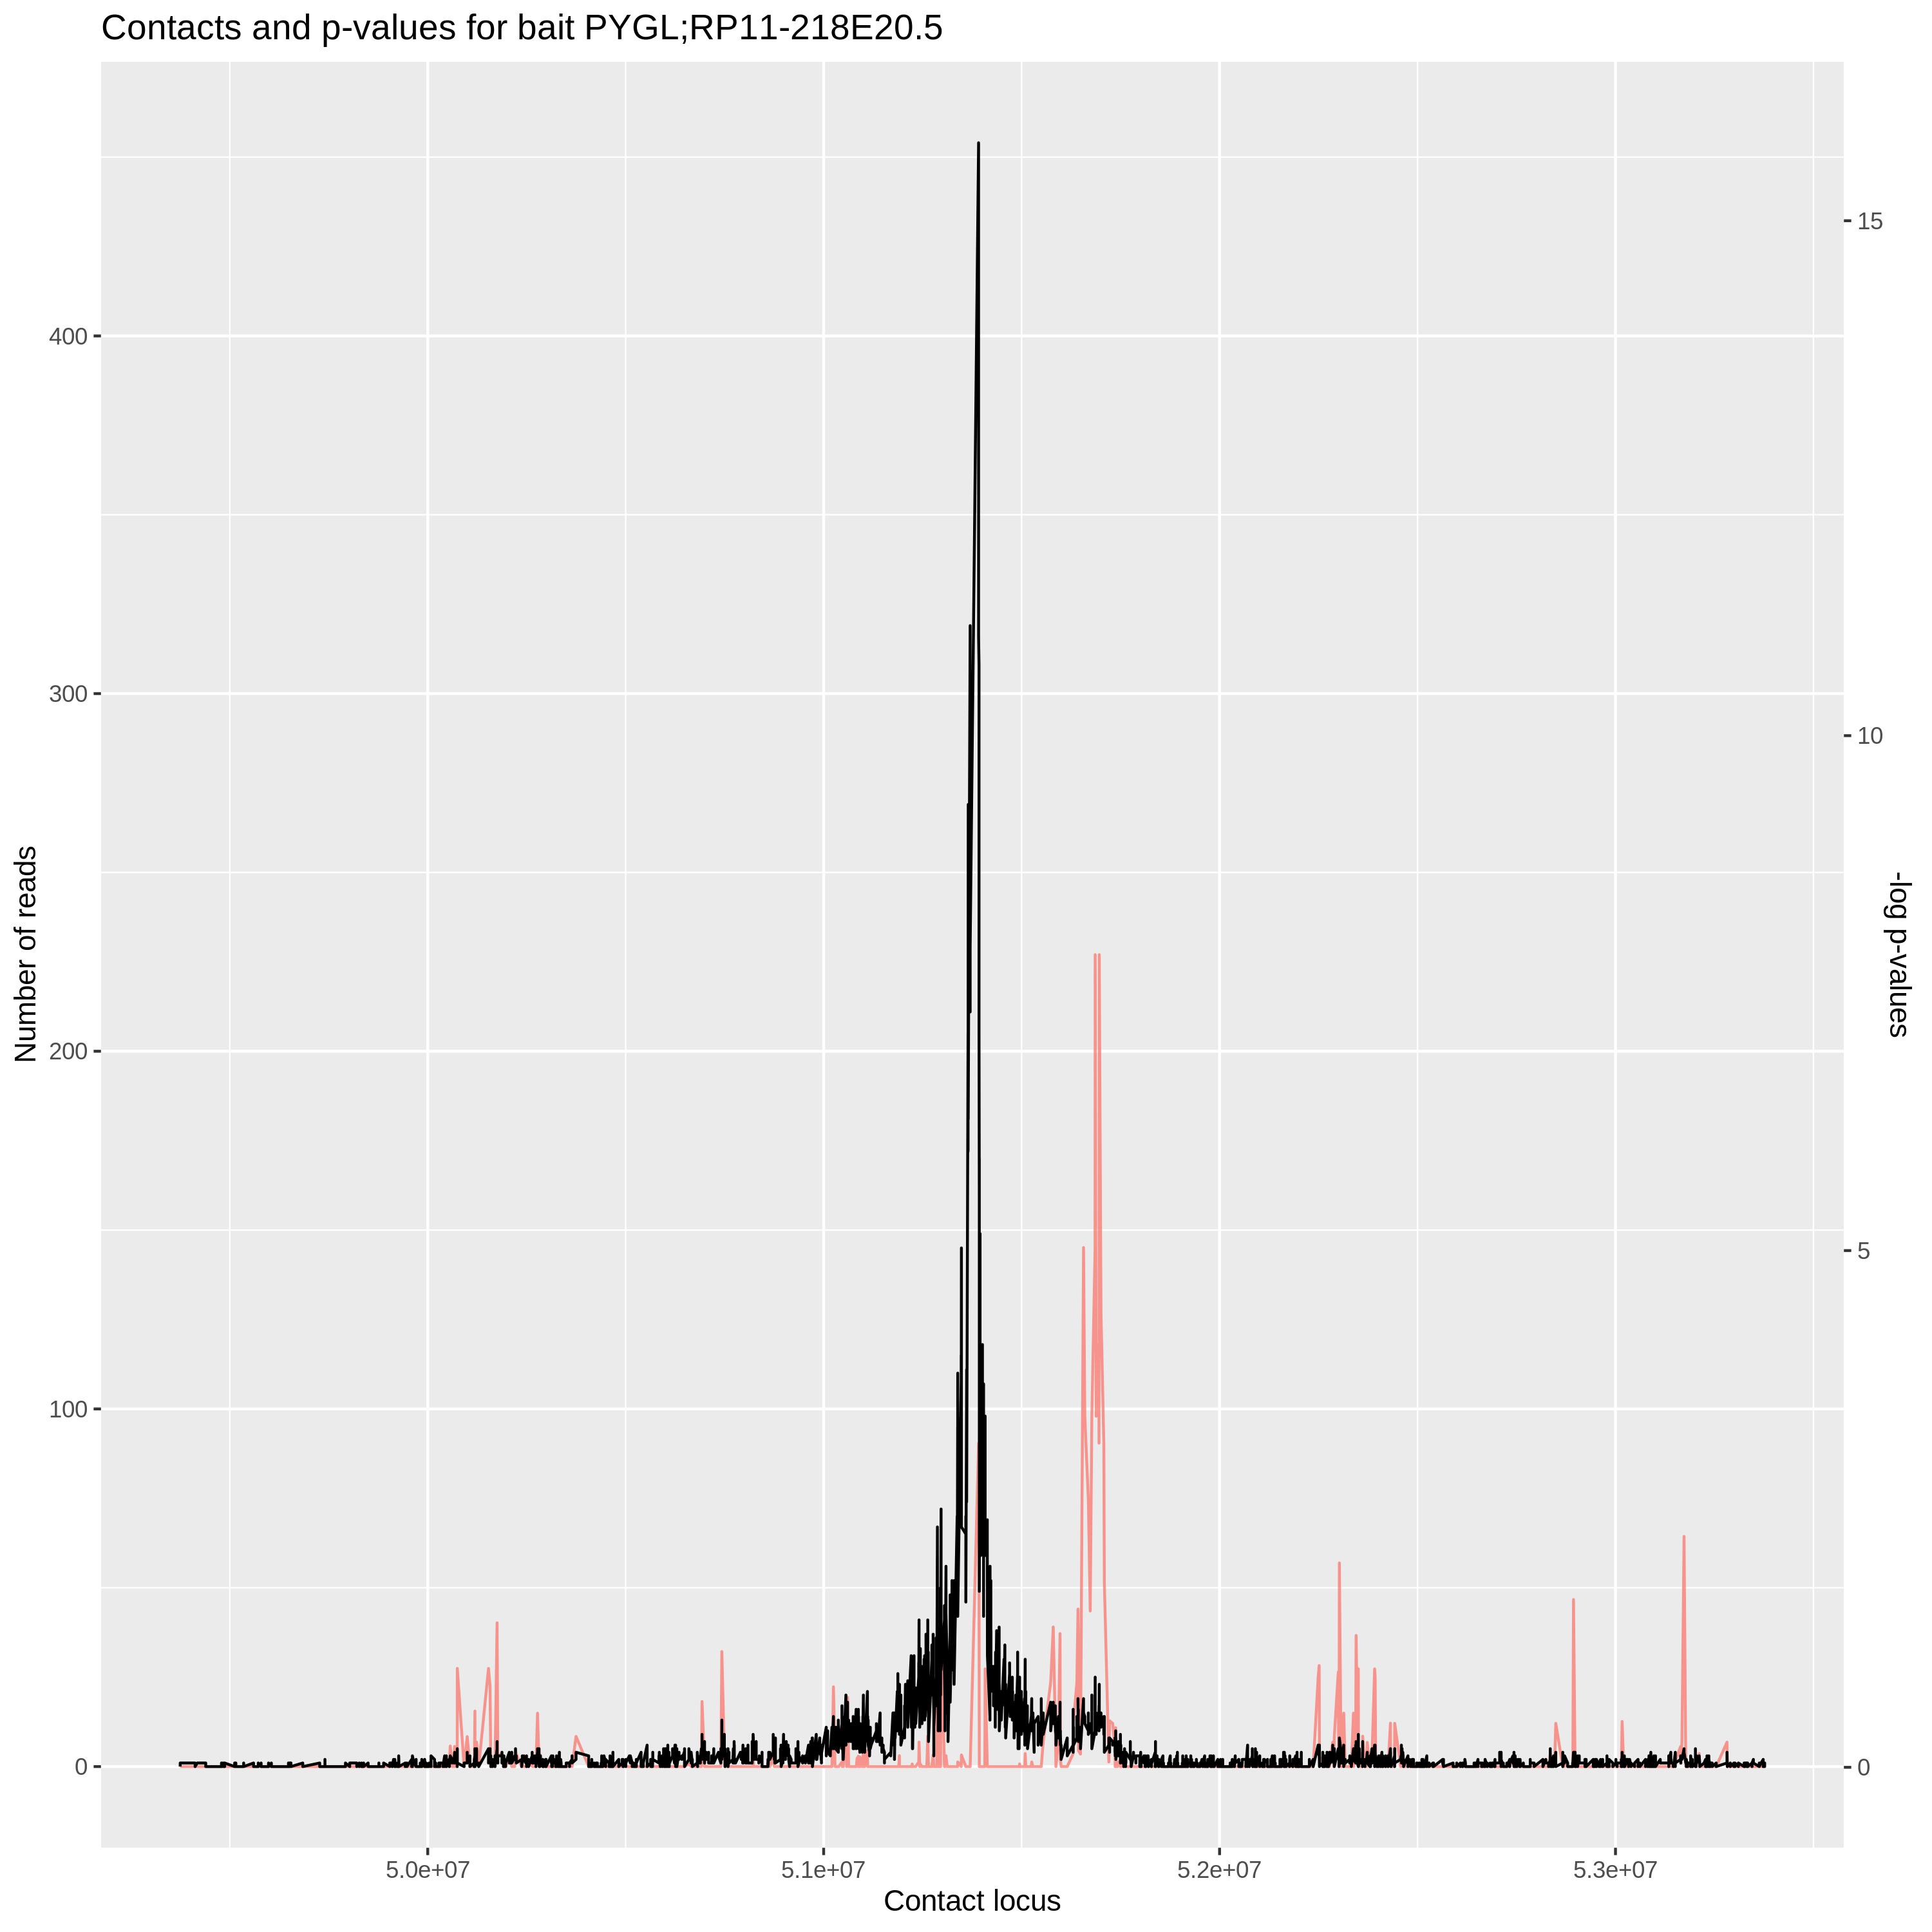 Contacts and p-values for bait PYGL;RP11-218E20.5
Number of reads
400
300
200
100
0
15
10
5
0
-log p-values
5.0e+07
5.1e+07
5.2e+07
5.3e+07
Contact locus